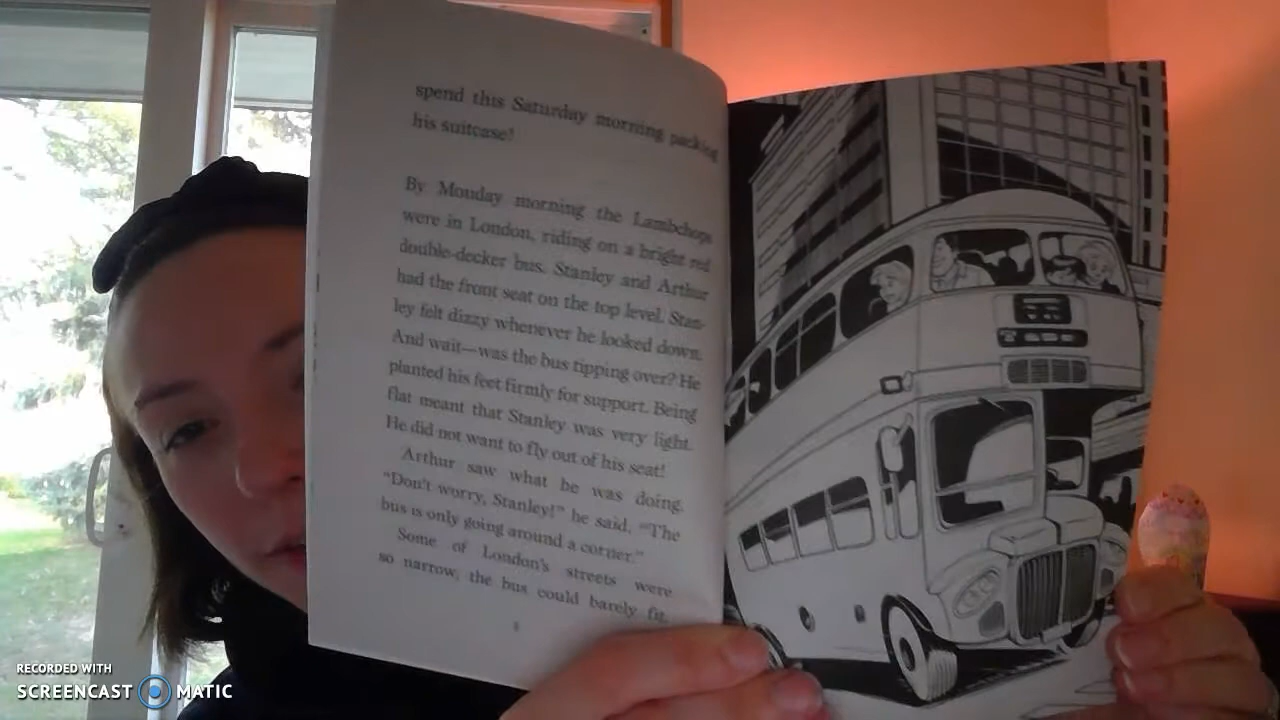 spend this Saturday morning packing
his suitcase!
By Monday morning the Lambchops
were in London, riding on a bright red
double-decker bus. Stanley and Arthur
had the front seat on the top level. Stan-
ley felt dizzy whenever he looked down.
And wait—was the bus tipping over? He
planted his feet firmly for support. Being
flat meant that Stanley was very light.
He did not want to fly out of his seat!
Arthur saw what he was doing.
"Don't worry, Stanley!" he said. "The
bus is only going around a corner."
Some of London's streets were
so narrow, the bus could barely fit.
RECORDED WITH
SCREENCAST MATIC